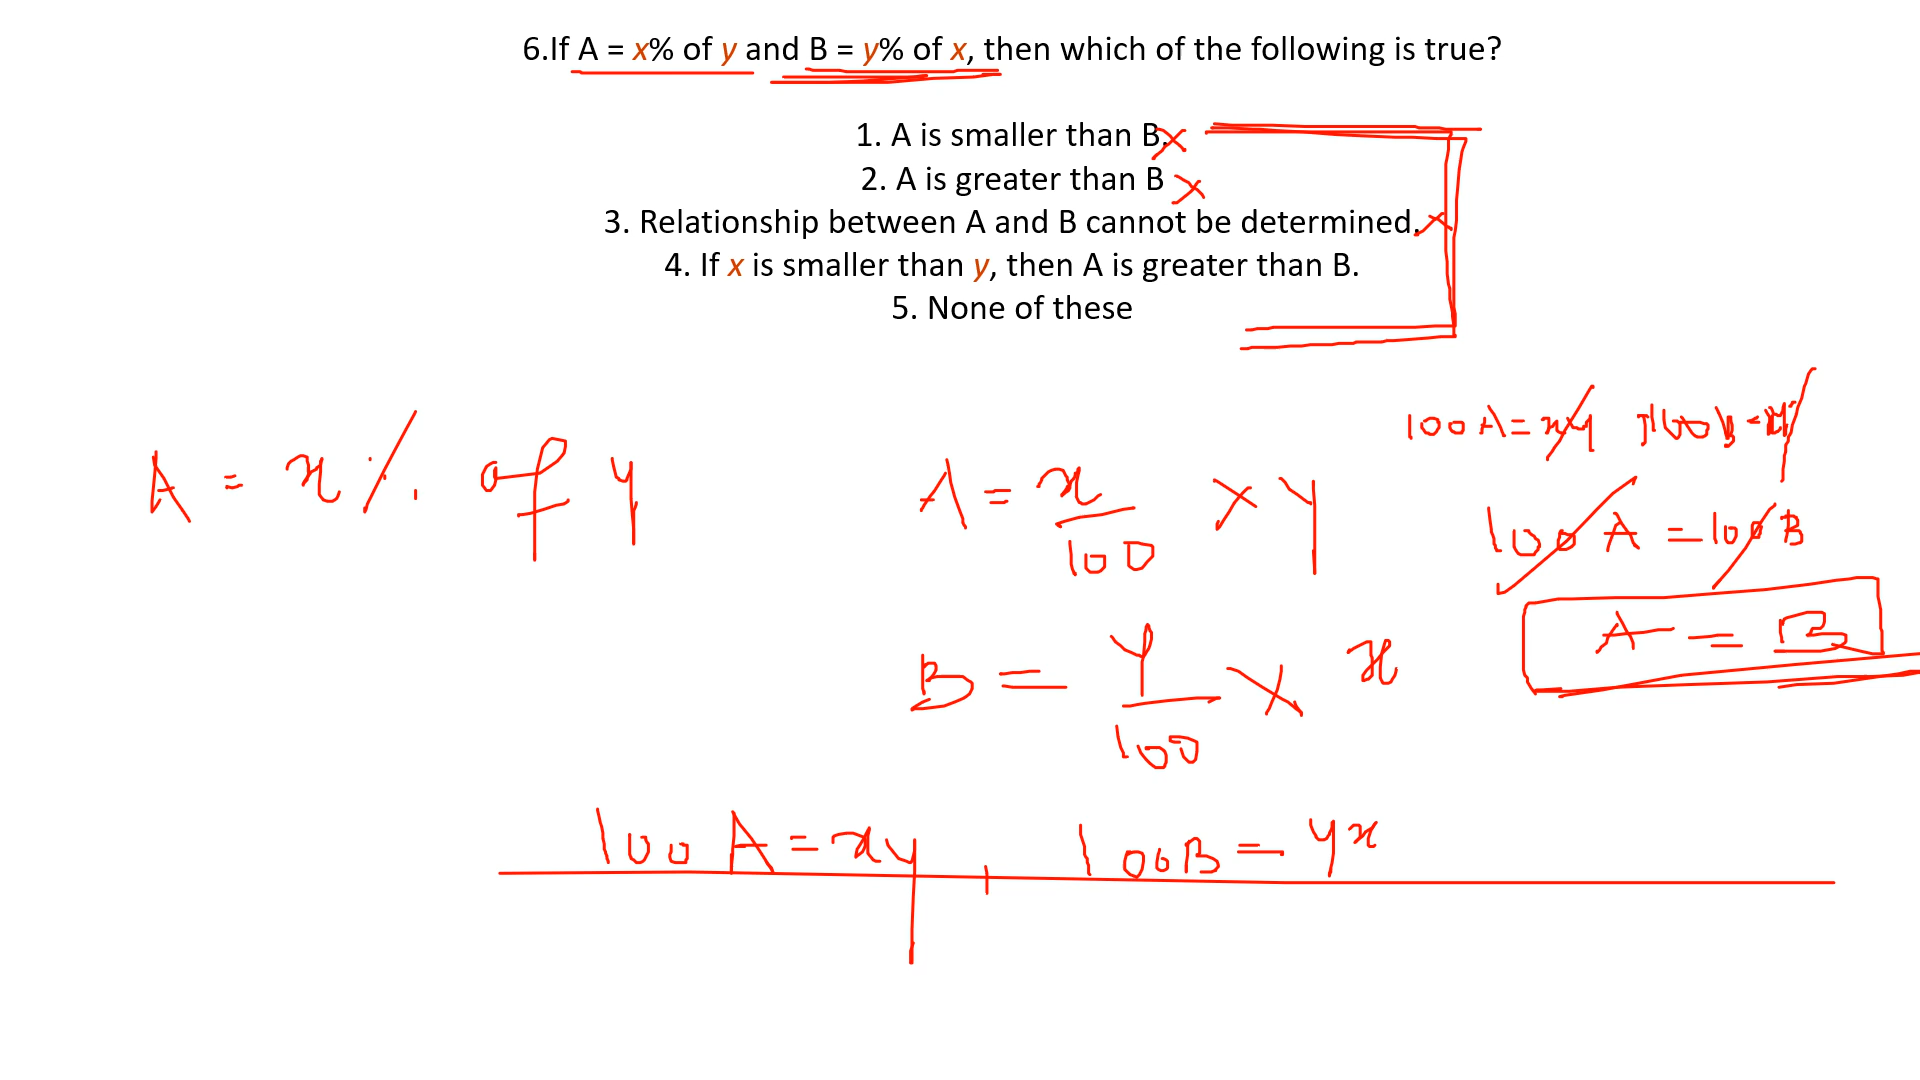 6.If A = x% of y and B = y% of x, then which of the following is true?
1. A is smaller than B.
2. A is greater than B
3. Relationship between A and B cannot be determined.
4. If x is smaller than y, then A is greater than B.
5. None of these
100A = xy 100B = 
A = x % of y
A = x/100 × y
100 A = 100 B
A = B
B = y/100 × x
100 A = xy , 100B = yx